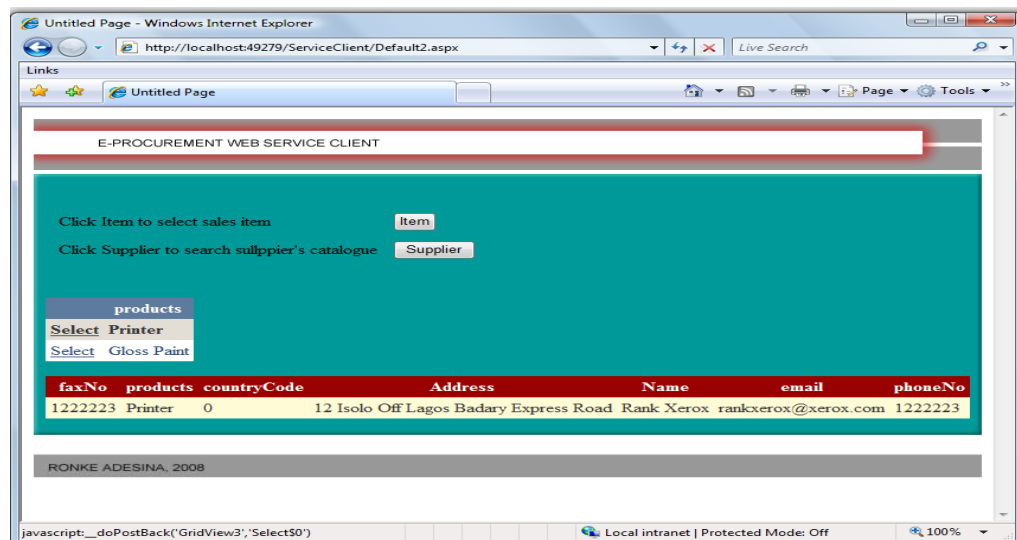 Untitled Page - Windows Internet Explorer
http://localhost:49279/ServiceClient/Default2.aspx Live Search
Links
Untitled Page Page Tools
E-PROCUREMENT WEB SERVICE CLIENT
Click Item to select sales item Item
Click Supplier to search sullppier's catalogue Supplier
products
Select Printer
Select Gloss Paint
faxNo products countryCode Address Name email phoneNo
1222223 Printer 0 12 Isolo Off Lagos Badary Express Road Rank Xerox rankxerox@xerox.com 1222223
RONKE ADESINA, 2008
javascript:__doPostBack('GridView3','Select$0') Local intranet | Protected Mode: Off 100%